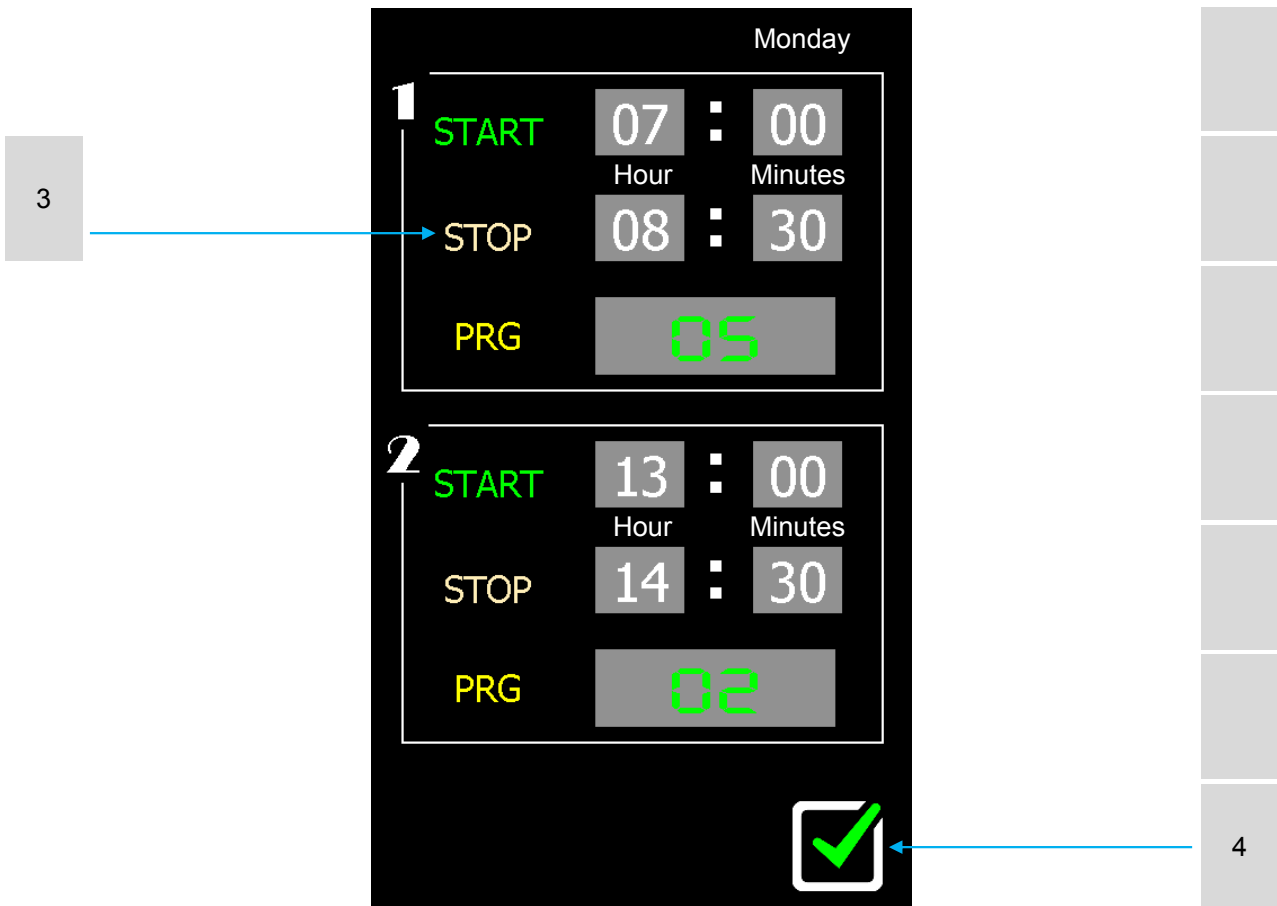 Monday
1
START 07 : 00
Hour Minutes
3
STOP 08 : 30
PRG 05
2
START 13 : 00
Hour Minutes
STOP 14 : 30
PRG 02
4